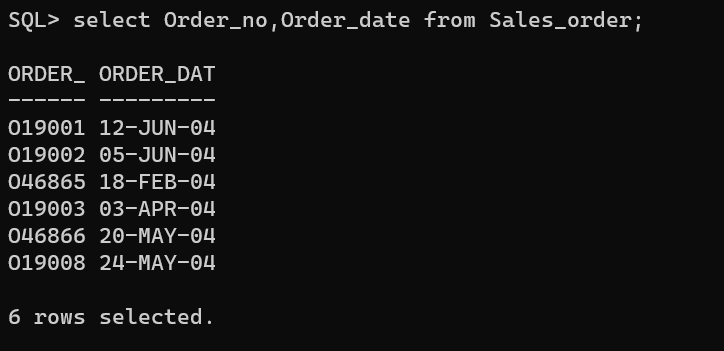 SQL> select Order_no,Order_date from Sales_order;
ORDER_ ORDER_DAT
------ ---------
O19001 12-JUN-04
O19002 05-JUN-04
O46865 18-FEB-04
O19003 03-APR-04
O46866 20-MAY-04
O19008 24-MAY-04
6 rows selected.